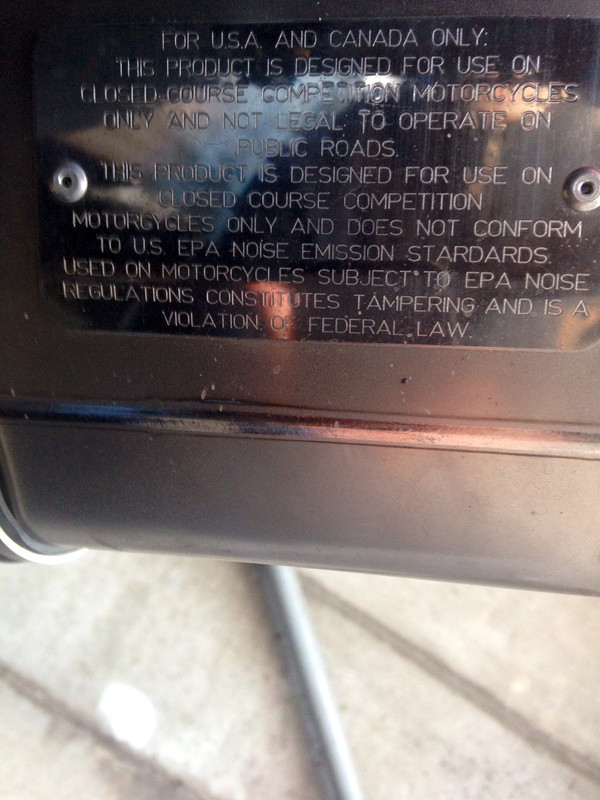 FOR U.S.A. AND CANADA ONLY:
THIS PRODUCT IS DESIGNED FOR USE ON
CLOSED-COURSE COMPETITION MOTORCYCLES
ONLY AND NOT LEGAL TO OPERATE ON
PUBLIC ROADS.
THIS PRODUCT IS DESIGNED FOR USE ON
CLOSED COURSE COMPETITION
MOTORCYCLES ONLY AND DOES NOT CONFORM
TO U.S. EPA NOISE EMISSION STARDARDS.
USED ON MOTORCYCLES SUBJECT TO EPA NOISE
REGULATIONS CONSTITUTES TAMPERING AND IS A
VIOLATION OF FEDERAL LAW.